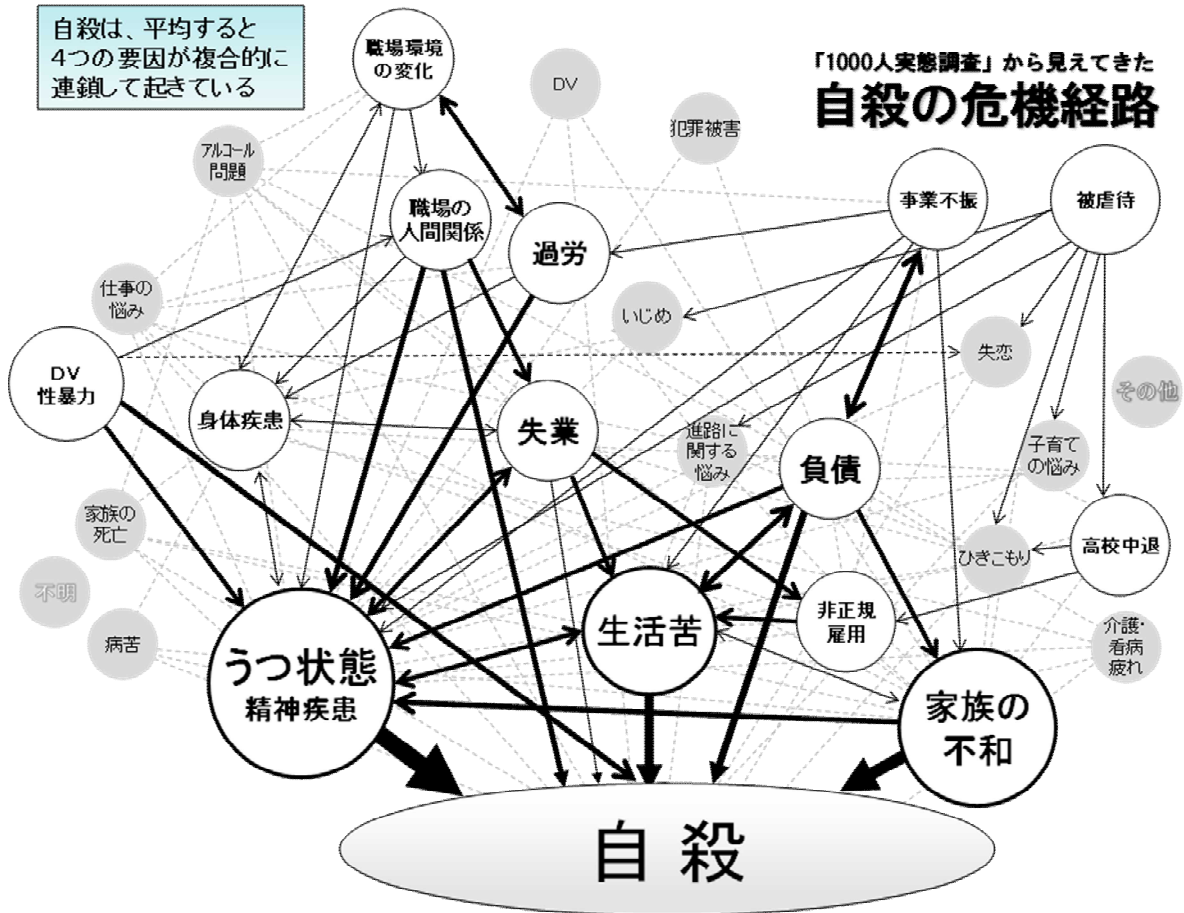 自殺は、平均すると
4つの要因が複合的に
連鎖して起きている
「1000人実態調査」から見えてきた
自殺の危機経路
職場環境
の変化
DV
犯罪被害
アルコール
問題
職場の
人間関係
過労
事業不振
被虐待
仕事の
悩み
いじめ
失恋
DV
性暴力
その他
身体疾患
失業
進路に
関する
悩み
負債
子育て
の悩み
家族の
死亡
高校中退
ひきこもり
不明
病苦
生活苦
非正規
雇用
介護・
看病
疲れ
うつ状態
精神疾患
家族の
不和
自殺